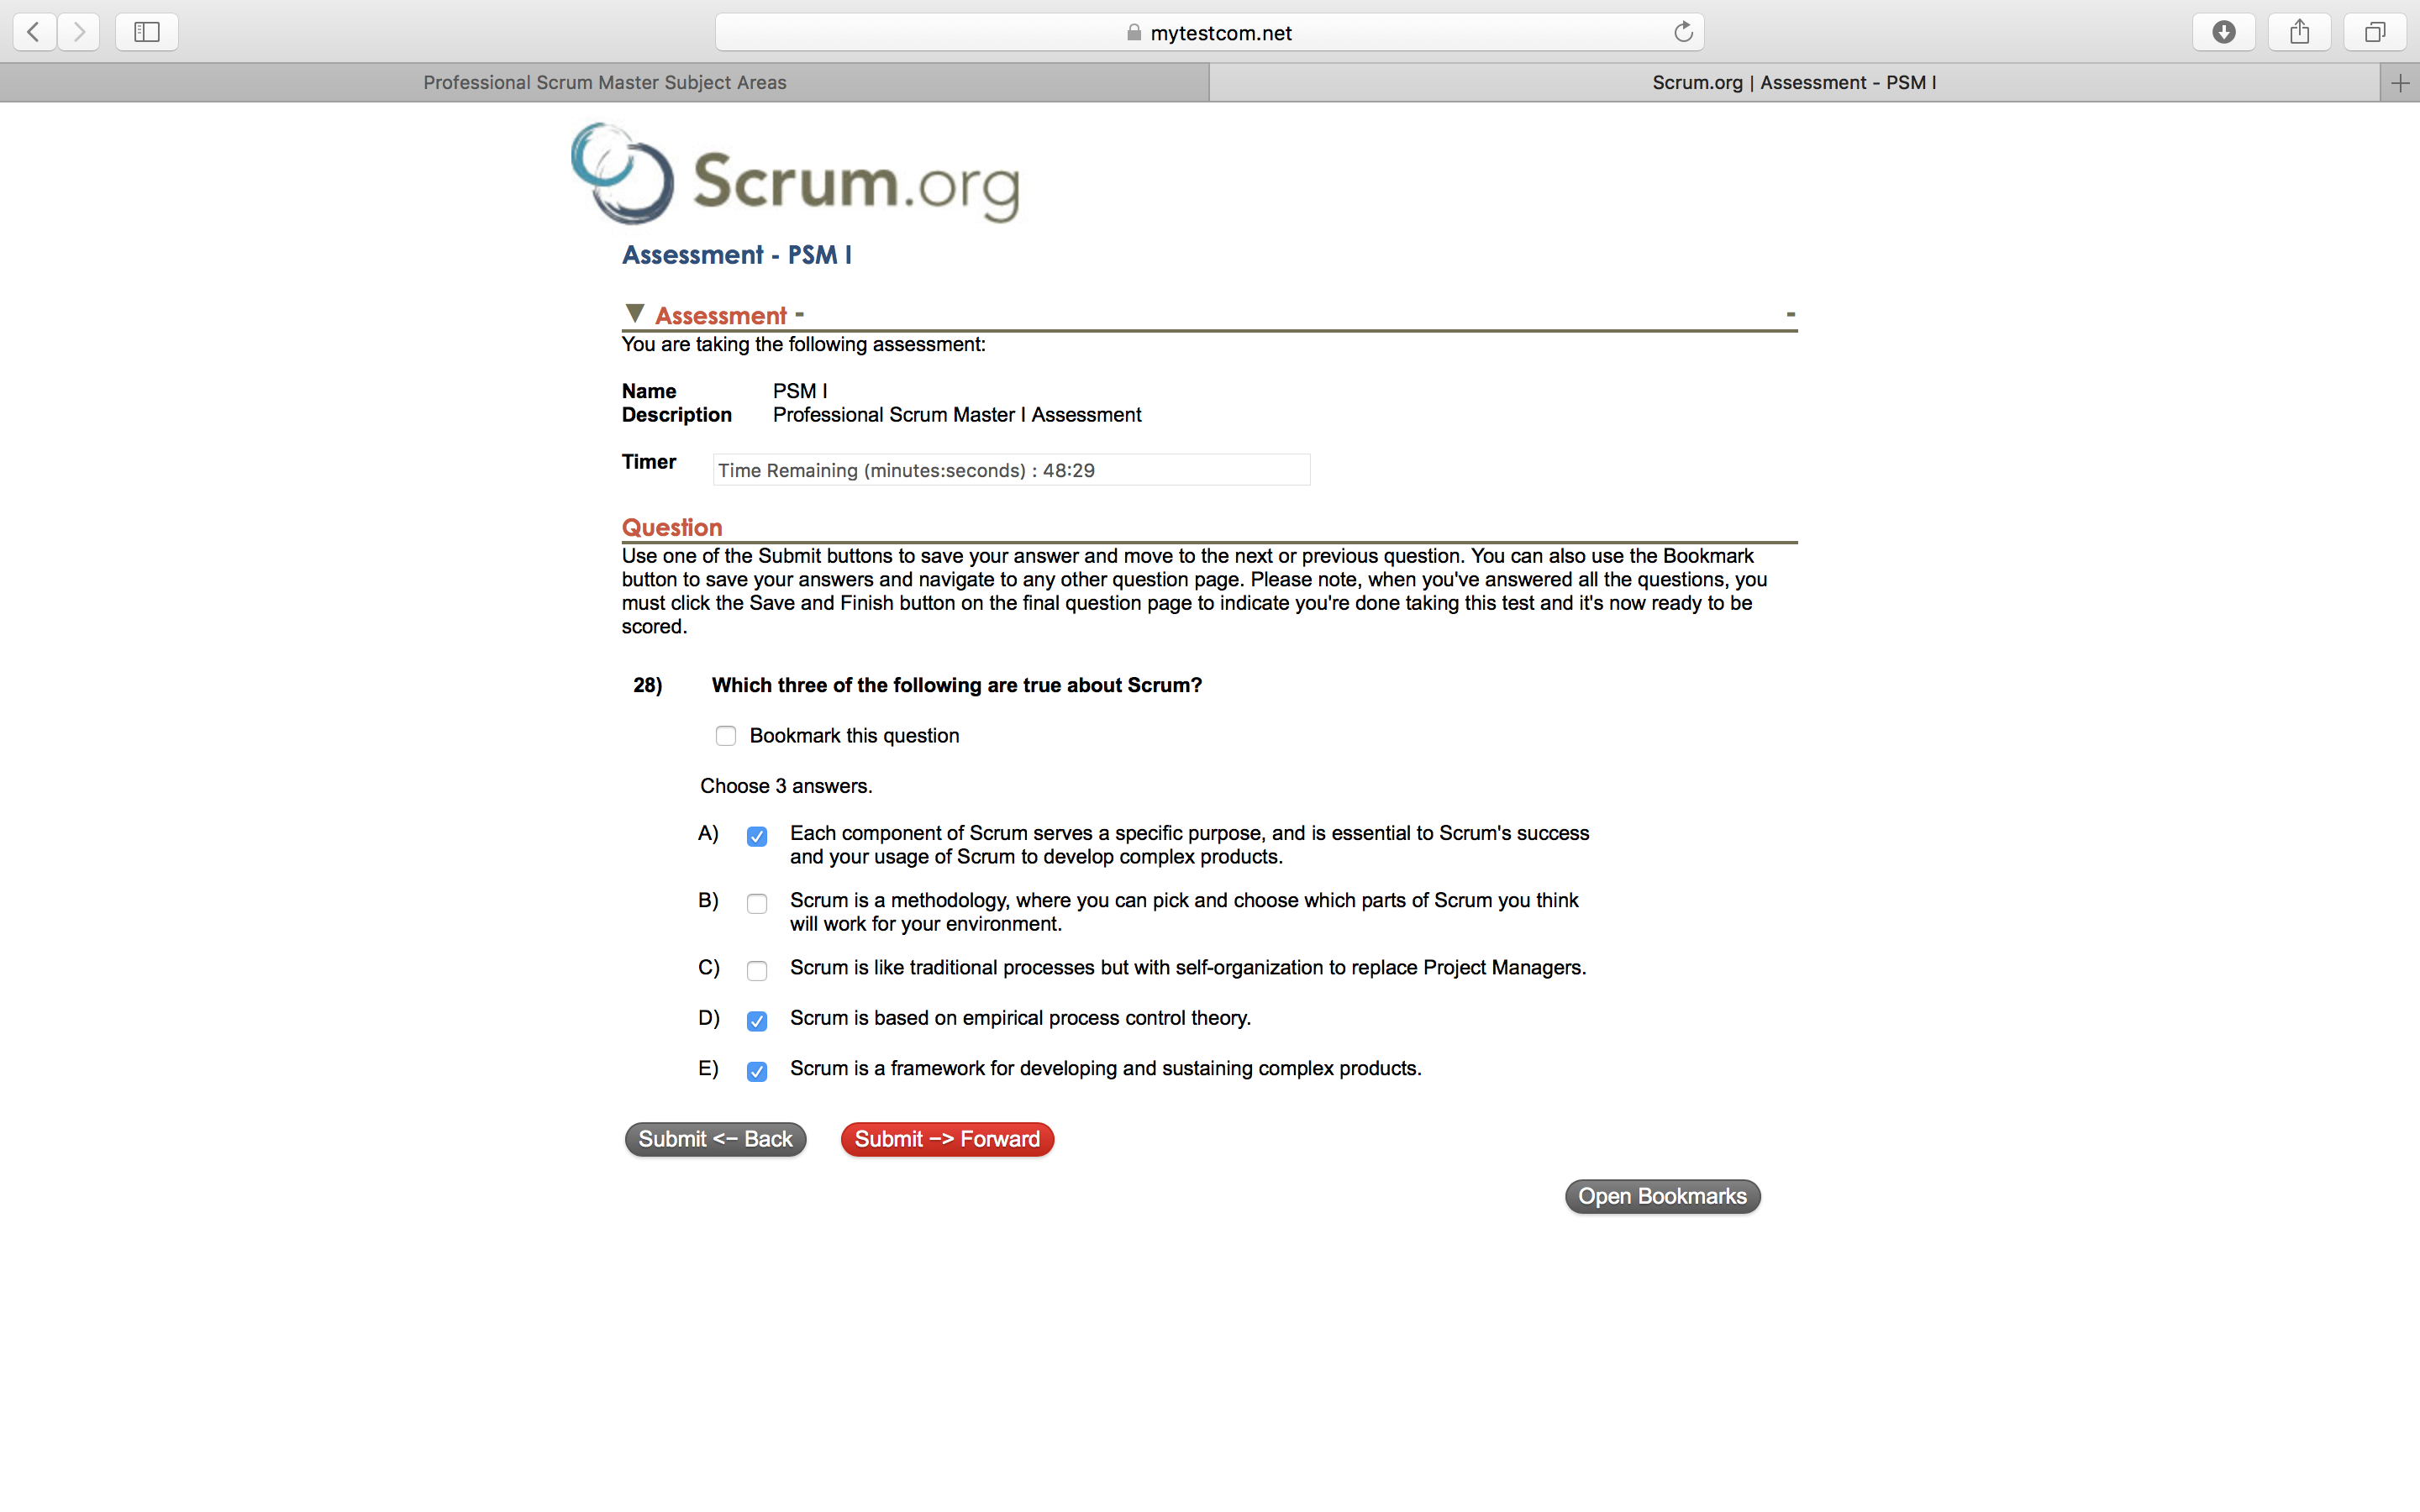 mytestcom.net
Professional Scrum Master Subject Areas
Scrum.org | Assessment - PSM I
Scrum.org
Assessment - PSM I
Assessment -
-
You are taking the following assessment:
Name PSM I
Description Professional Scrum Master I Assessment
Timer Time Remaining (minutes:seconds) : 48:29
Question
Use one of the Submit buttons to save your answer and move to the next or previous question. You can also use the Bookmark
button to save your answers and navigate to any other question page. Please note, when you've answered all the questions, you
must click the Save and Finish button on the final question page to indicate you're done taking this test and it's now ready to be
scored.
28) Which three of the following are true about Scrum?
Bookmark this question
Choose 3 answers.
A) Each component of Scrum serves a specific purpose, and is essential to Scrum's success
and your usage of Scrum to develop complex products.
B) Scrum is a methodology, where you can pick and choose which parts of Scrum you think
will work for your environment.
C) Scrum is like traditional processes but with self-organization to replace Project Managers.
D) Scrum is based on empirical process control theory.
E) Scrum is a framework for developing and sustaining complex products.
Submit <- Back Submit -> Forward
Open Bookmarks